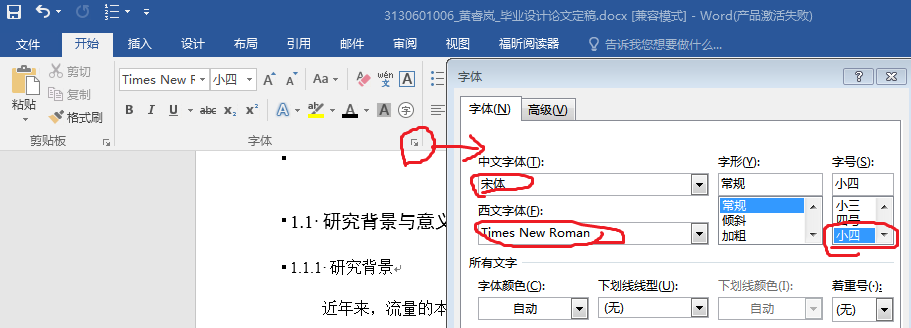 3130601006_黄睿岚_毕业设计论文定稿.docx [兼容模式] - Word(产品激活失败)
文件 开始 插入 设计 布局 引用 邮件 审阅 视图 福昕阅读器 告诉我您想要做什么...
剪切
复制
格式刷
粘贴
剪贴板
Times New R 小四 A A Aa wén 文 A
B I U abc x₂ x² A ab A A 字
字体
字体
字体(N) 高级(V)
中文字体(T): 字形(Y): 字号(S):
宋体 常规 小四
常规 小三
西文字体(F): 倾斜 四号
Times New Roman 加粗 小四
所有文字
字体颜色(C): 下划线线型(U): 下划线颜色(I): 着重号(·):
自动 (无) 自动 (无)
1.1· 研究背景与意义
1.1.1· 研究背景
近年来，流量的本